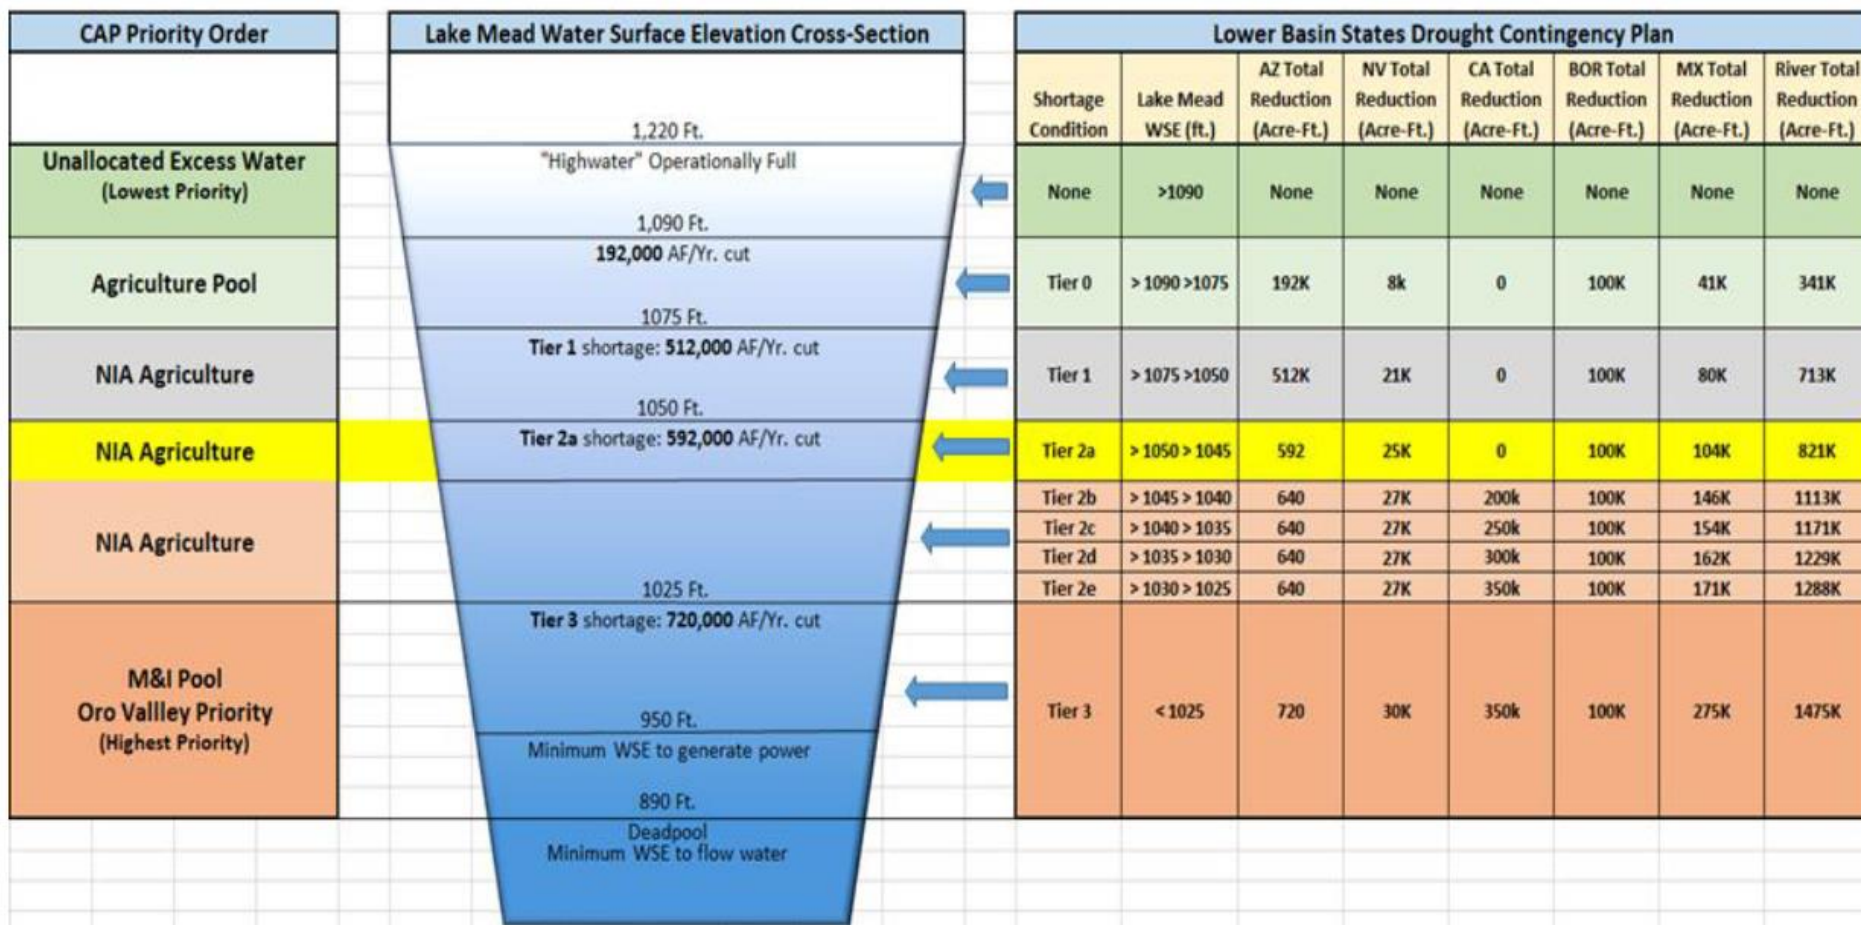 CAP Priority Order
Unallocated Excess Water
(Lowest Priority)
Agriculture Pool
NIA Agriculture
NIA Agriculture
NIA Agriculture
M&I Pool
Oro Vallley Priority
(Highest Priority)
Lake Mead Water Surface Elevation Cross-Section
1,220 Ft.
"Highwater" Operationally Full
1,090 Ft.
192,000 AF/Yr. cut
1075 Ft.
Tier 1 shortage: 512,000 AF/Yr. cut
1050 Ft.
Tier 2a shortage: 592,000 AF/Yr. cut
1025 Ft.
Tier 3 shortage: 720,000 AF/Yr. cut
950 Ft.
Minimum WSE to generate power
890 Ft.
Deadpool
Minimum WSE to flow water
Lower Basin States Drought Contingency Plan
AZ Total NV Total CA Total BOR Total MX Total River Total
Shortage Lake Mead Reduction Reduction Reduction Reduction Reduction Reduction
Condition WSE (ft.) (Acre-Ft.) (Acre-Ft.) (Acre-Ft.) (Acre-Ft.) (Acre-Ft.) (Acre-Ft.)
None >1090 None None None None None None
Tier 0 > 1090 >1075 192K 8k 0 100K 41K 341K
Tier 1 > 1075 >1050 512K 21K 0 100K 80K 713K
Tier 2a > 1050 > 1045 592 25K 0 100K 104K 821K
Tier 2b > 1045 > 1040 640 27K 200k 100K 146K 1113K
Tier 2c > 1040 > 1035 640 27K 250k 100K 154K 1171K
Tier 2d > 1035 > 1030 640 27K 300k 100K 162K 1229K
Tier 2e > 1030 > 1025 640 27K 350k 100K 171K 1288K
Tier 3 < 1025 720 30K 350k 100K 275K 1475K